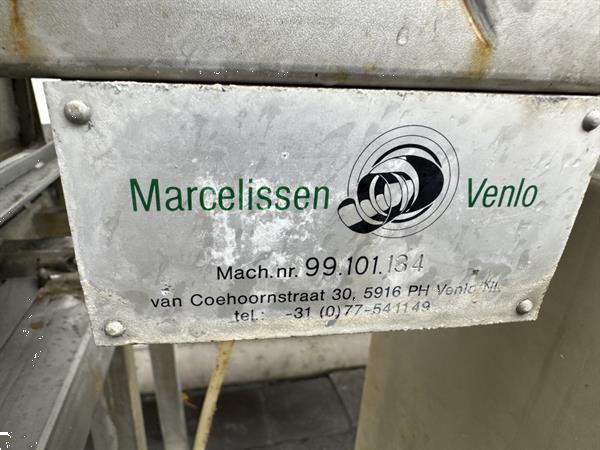 Marcelissen Venlo
Mach.nr. 99.101.134
van Coehoornstraat 30, 5916 PH Venlo
tel.: -31 (0)77-541149